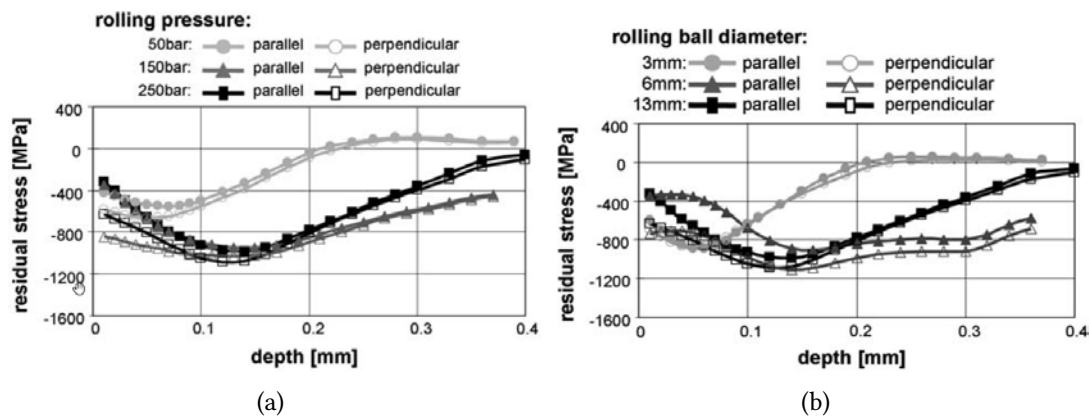 rolling pressure:
50bar: parallel perpendicular
150bar: parallel perpendicular
250bar: parallel perpendicular
residual stress [MPa]
400
0
-400
-800
-1200
-1600
0 0.1 0.2 0.3 0.4
depth [mm]
(a)
rolling ball diameter:
3mm: parallel perpendicular
6mm: parallel perpendicular
13mm: parallel perpendicular
residual stress [MPa]
400
0
-400
-800
-1200
-1600
0 0.1 0.2 0.3 0.4
depth [mm]
(b)